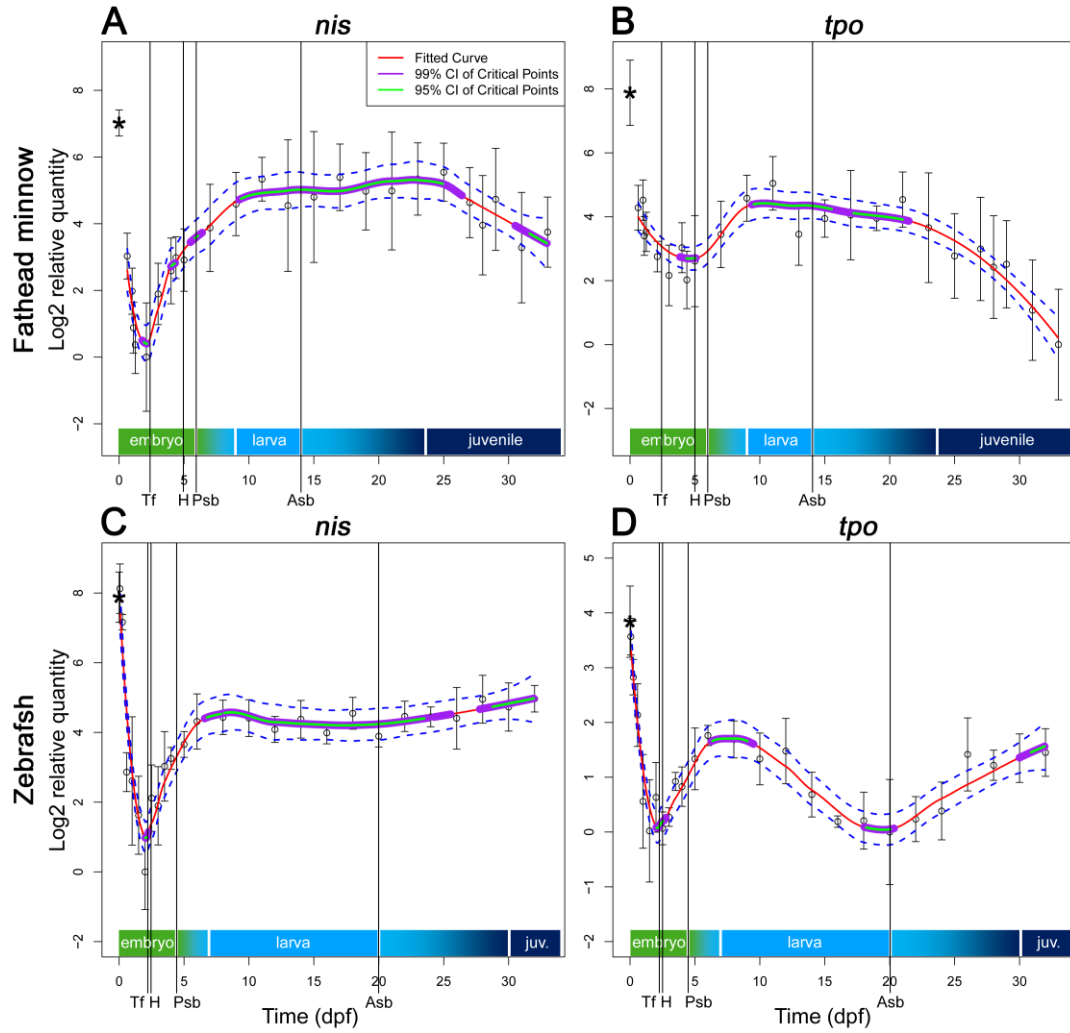 A
nis
B
tpo
Fitted Curve
99% CI of Critical Points
95% CI of Critical Points
*
*
Fathead minnow
Log2 relative quantity
8
6
4
2
0
-2
8
6
4
2
0
-2
embryo
larva
juvenile
embryo
larva
juvenile
0 5 10 15 20 25 30
0 5 10 15 20 25 30
Tf H Psb Asb
Tf H Psb Asb
C
nis
D
tpo
*
*
Zebrafsh
Log2 relative quantity
8
6
4
2
0
-2
5
4
3
2
1
0
-1
-2
embryo
larva
juv.
embryo
larva
juv.
0 5 10 15 20 25 30
0 5 10 15 20 25 30
Tf H Psb Asb
Tf H Psb Asb
Time (dpf)
Time (dpf)